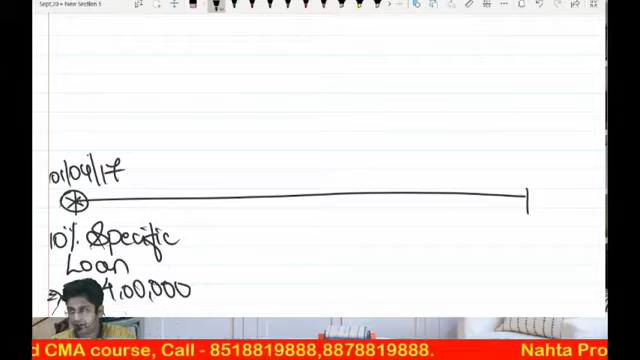 Sept,20 » New Section 3
01/04/17
10% Specific
Loan
4,00,000
d CMA course, Call - 8518819888,8878819888.
Nahta Pro